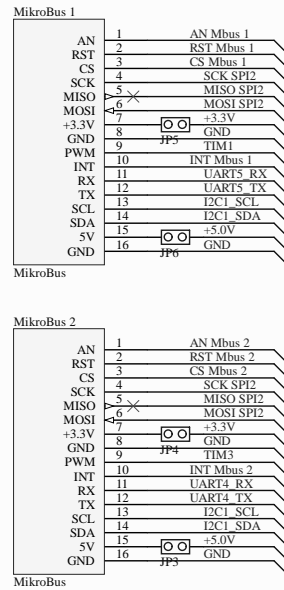 MikroBus 1
AN 1 AN Mbus 1
RST 2 RST Mbus 1
CS 3 CS Mbus 1
SCK 4 SCK SPI2
MISO 5 MISO SPI2
MOSI 6 MOSI SPI2
+3.3V 7 +3.3V
GND 8 GND
JP5
PWM 9 TIM1
INT 10 INT Mbus 1
RX 11 UART5_RX
TX 12 UART5_TX
SCL 13 I2C1_SCL
SDA 14 I2C1_SDA
5V 15 +5.0V
GND 16 GND
JP6
MikroBus
MikroBus 2
AN 1 AN Mbus 2
RST 2 RST Mbus 2
CS 3 CS Mbus 2
SCK 4 SCK SPI2
MISO 5 MISO SPI2
MOSI 6 MOSI SPI2
+3.3V 7 +3.3V
GND 8 GND
JP4
PWM 9 TIM3
INT 10 INT Mbus 2
RX 11 UART4_RX
TX 12 UART4_TX
SCL 13 I2C1_SCL
SDA 14 I2C1_SDA
5V 15 +5.0V
GND 16 GND
JP3
MikroBus